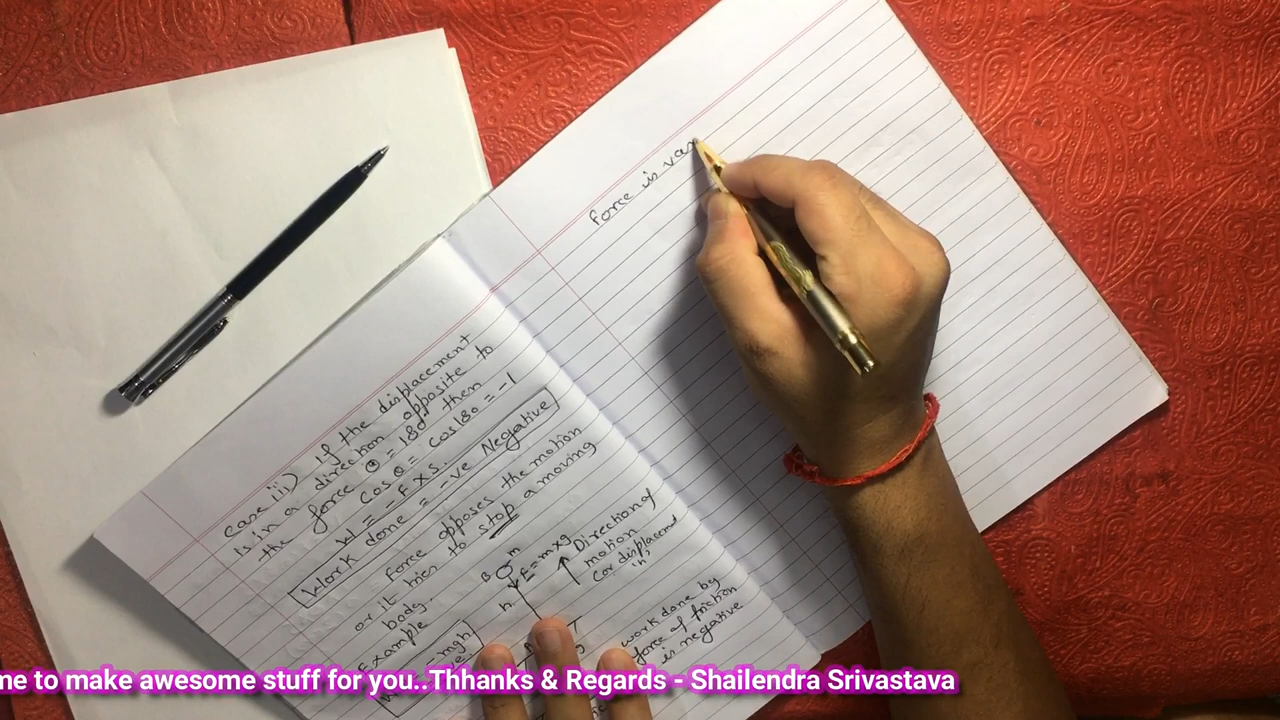 case iii) If the displacement
is in a direction opposite to
the force θ = 180° then
cos θ = cos 180 = -1
W = - F x S.
Work done = -ve Negative
Force opposes the motion
or it tries to stop a moving
body.
Example
B m
F = m x g
h
Direction of
motion
(or displacement
'h')
mgh
work done by
force of friction
is negative
Force is var
me to make awesome stuff for you..Thhanks & Regards - Shailendra Srivastava